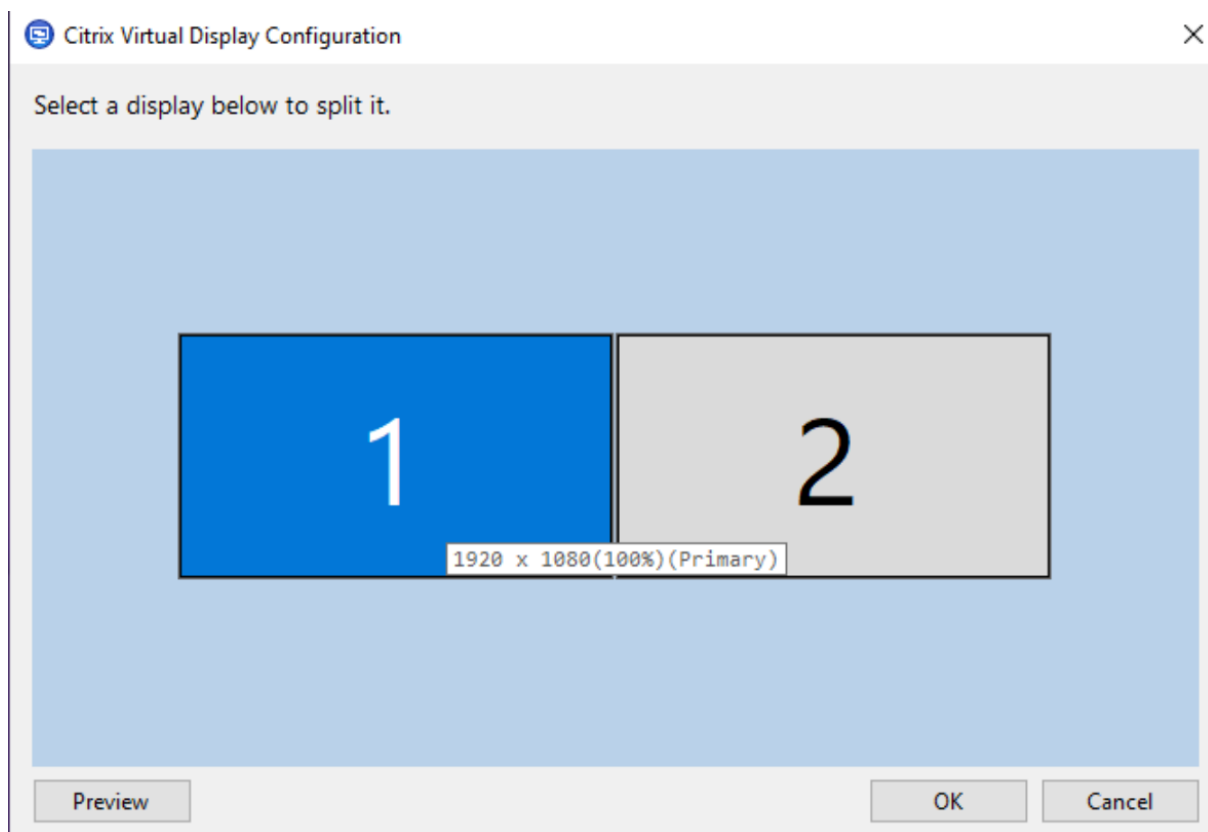 Citrix Virtual Display Configuration
Select a display below to split it.
1
2
1920 x 1080(100%)(Primary)
Preview
OK
Cancel